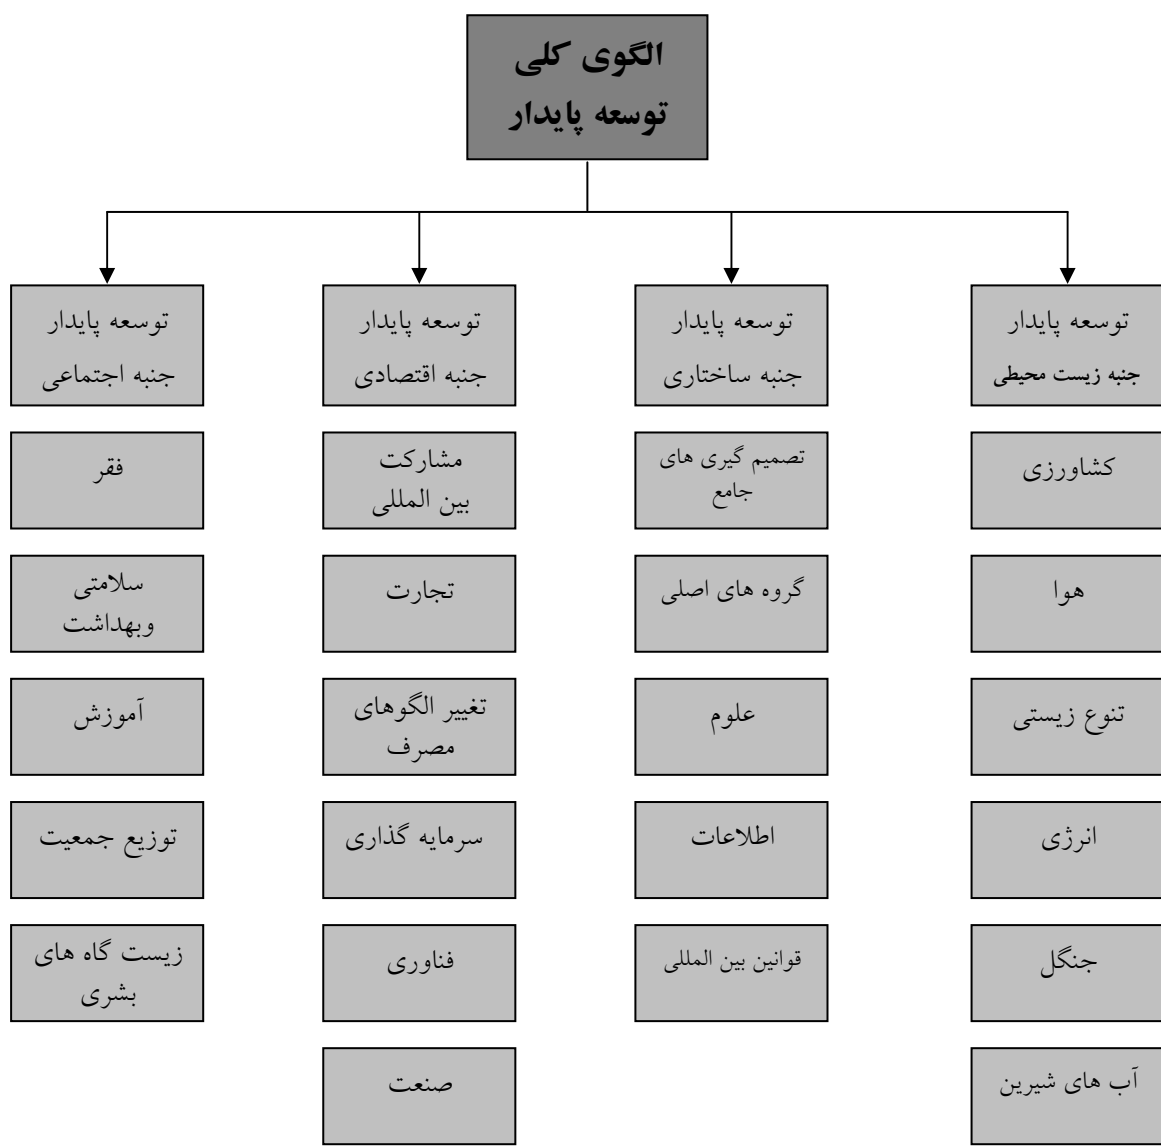 الگوی کلی
توسعه پایدار
توسعه پایدار
جنبه زیست محیطی
کشاورزی
هوا
تنوع زیستی
انرژی
جنگل
آب های شیرین
توسعه پایدار
جنبه ساختاری
تصمیم گیری های
جامع
گروه های اصلی
علوم
اطلاعات
قوانین بین المللی
توسعه پایدار
جنبه اقتصادی
مشارکت
بین المللی
تجارت
تغییر الگوهای
مصرف
سرمایه گذاری
فناوری
صنعت
توسعه پایدار
جنبه اجتماعی
فقر
سلامتی
وبهداشت
آموزش
توزیع جمعیت
زیست گاه های
بشری